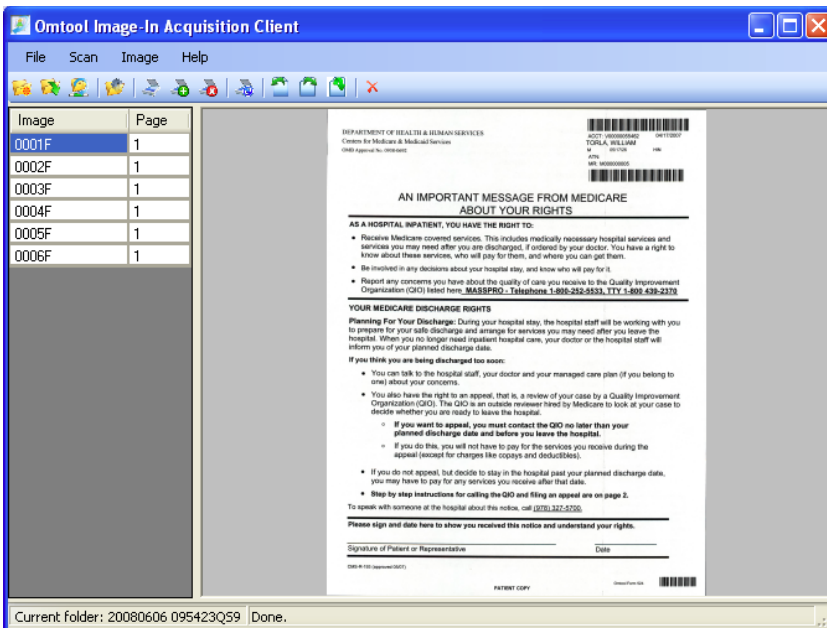 Omtool Image-In Acquisition Client
File Scan Image Help
Image Page
0001F 1
0002F 1
0003F 1
0004F 1
0005F 1
0006F 1
DEPARTMENT OF HEALTH & HUMAN SERVICES
Centers for Medicare & Medicaid Services
OMB Approval No. 0938-0692
ACCT: 04/17/2007
TORLA, WILLIAM
M
ATN:
AN IMPORTANT MESSAGE FROM MEDICARE
ABOUT YOUR RIGHTS
AS A HOSPITAL INPATIENT, YOU HAVE THE RIGHT TO:
• Receive Medicare covered services. This includes medically necessary hospital services and
services you may need after you are discharged, if ordered by your doctor. You have a right to
know about these services, who will pay for them, and where you can get them.
• Be involved in any decisions about your hospital stay, and know who will pay for it.
• Report any concerns you have about the quality of care you receive to the Quality Improvement
Organization (QIO) listed here MASSPRO - Telephone 1-800-252-5533, TTY 1-800 439-2370
YOUR MEDICARE DISCHARGE RIGHTS
Planning For Your Discharge: During your hospital stay, the hospital staff will be working with you
to prepare for your safe discharge and arrange for services you may need after you leave the
hospital. When you no longer need inpatient hospital care, your doctor or the hospital staff will
inform you of your planned discharge date.
If you think you are being discharged too soon:
• You can talk to the hospital staff, your doctor and your managed care plan (if you belong to
one) about your concerns.
• You also have the right to an appeal, that is, a review of your case by a Quality Improvement
Organization (QIO). The QIO is an outside reviewer hired by Medicare to look at your case to
decide whether you are ready to leave the hospital.
○ If you want to appeal, you must contact the QIO no later than your
planned discharge date and before you leave the hospital.
○ If you do this, you will not have to pay for the services you receive during the
appeal (except for charges like copays and deductibles).
• If you do not appeal, but decide to stay in the hospital past your planned discharge date,
you may have to pay for any services you receive after that date.
• Step by step instructions for calling the QIO and filing an appeal are on page 2.
To speak with someone at the hospital about this notice, call (978) 327-5700.
Please sign and date here to show you received this notice and understand your rights.
Signature of Patient or Representative Date
CMS-R-193 (approved 05/07)
PATIENT COPY
Current folder: 20080606 095423Q59 Done.